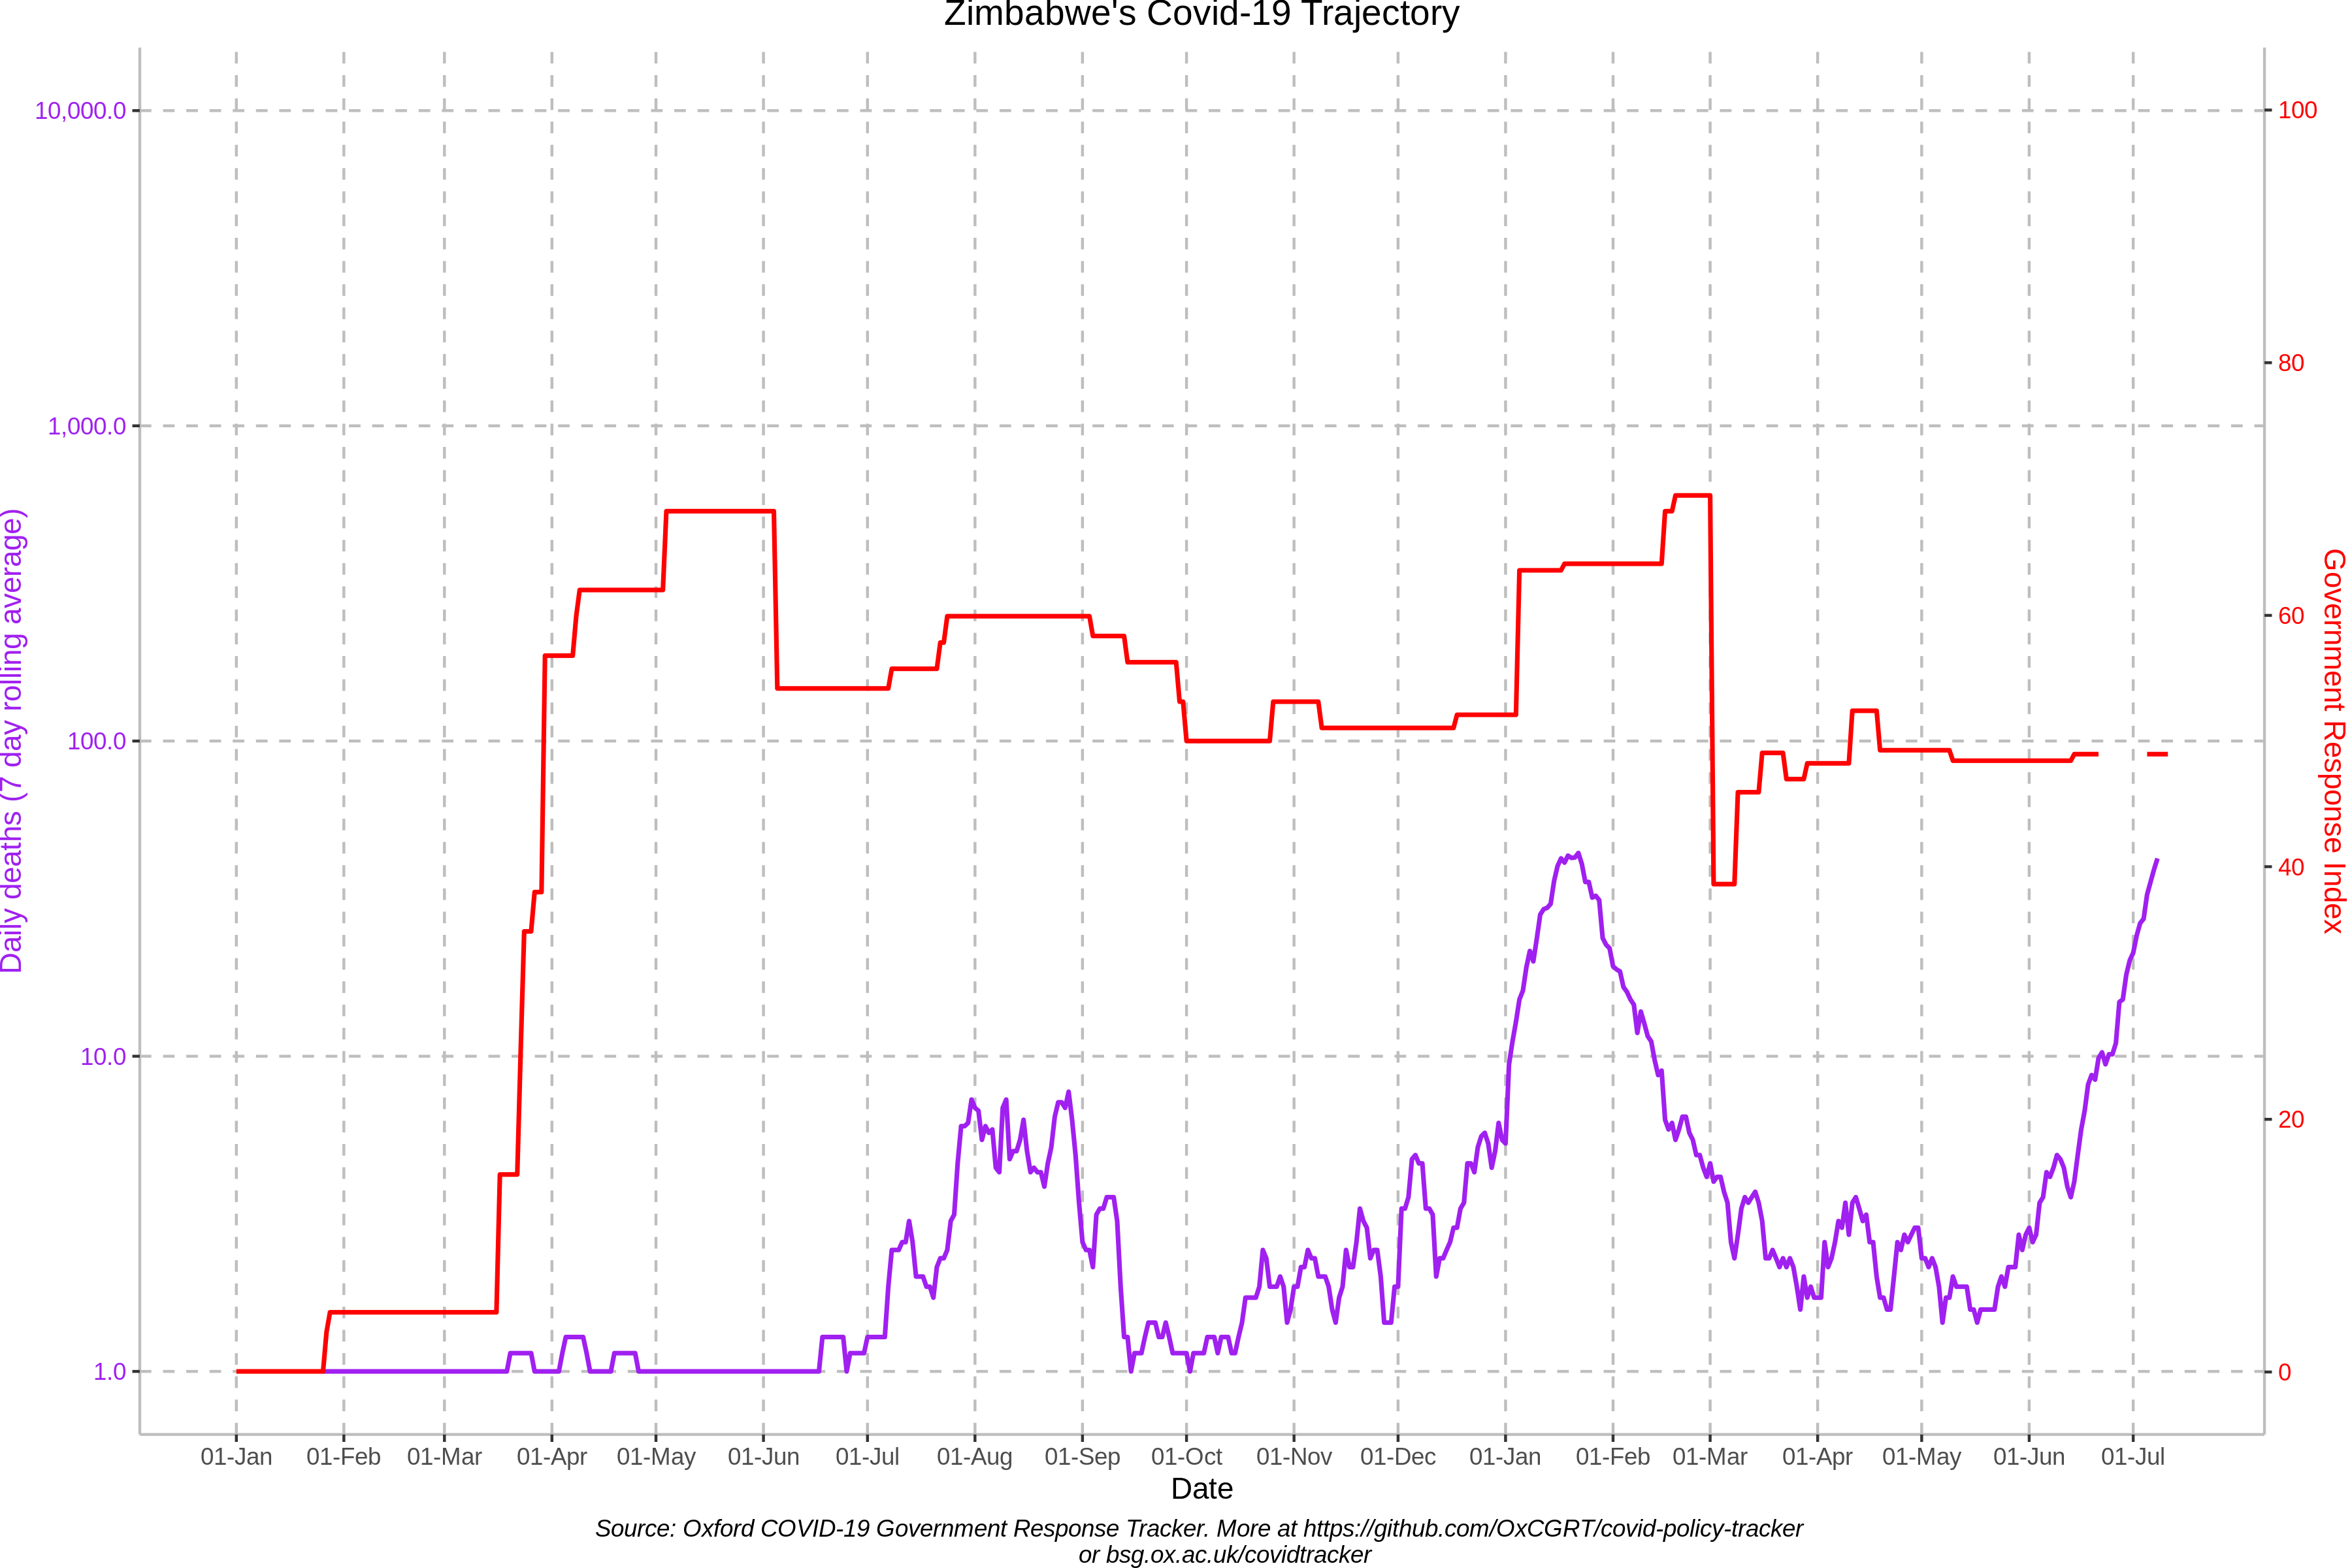 Zimbabwe's Covid-19 Trajectory
10,000.0
1,000.0
100.0
10.0
1.0
Daily deaths (7 day rolling average)
100
80
60
40
20
0
Government Response Index
01-Jan 01-Feb 01-Mar 01-Apr 01-May 01-Jun 01-Jul 01-Aug 01-Sep 01-Oct 01-Nov 01-Dec 01-Jan 01-Feb 01-Mar 01-Apr 01-May 01-Jun 01-Jul
Date
Source: Oxford COVID-19 Government Response Tracker. More at https://github.com/OxCGRT/covid-policy-tracker
or bsg.ox.ac.uk/covidtracker